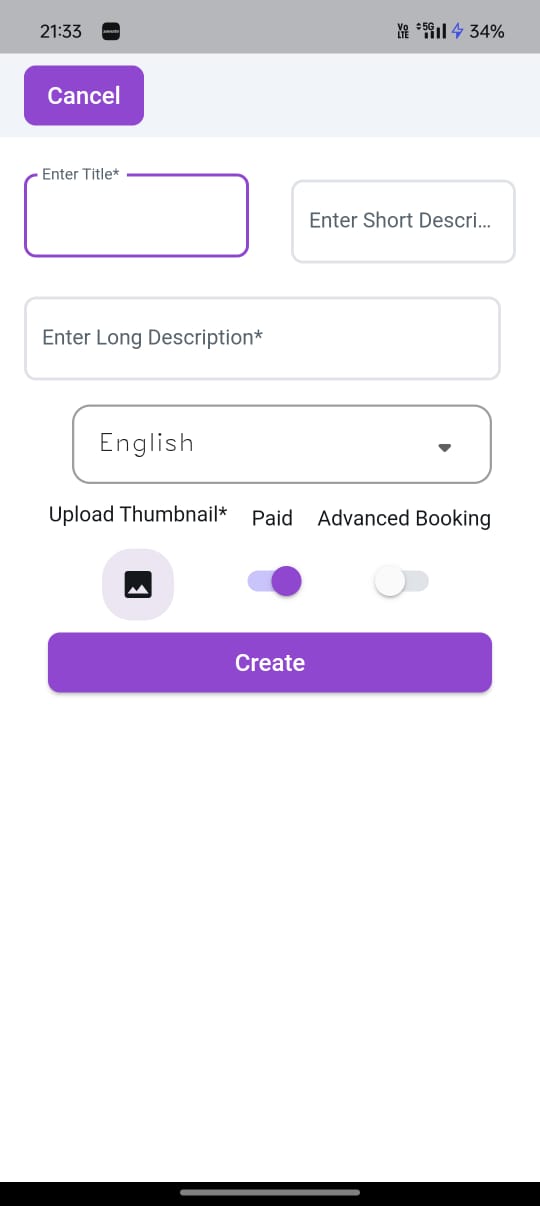 21:33
Vo LTE 5G 34%
Cancel
Enter Title*
Enter Short Descri...
Enter Long Description*
English
Upload Thumbnail* Paid Advanced Booking
Create